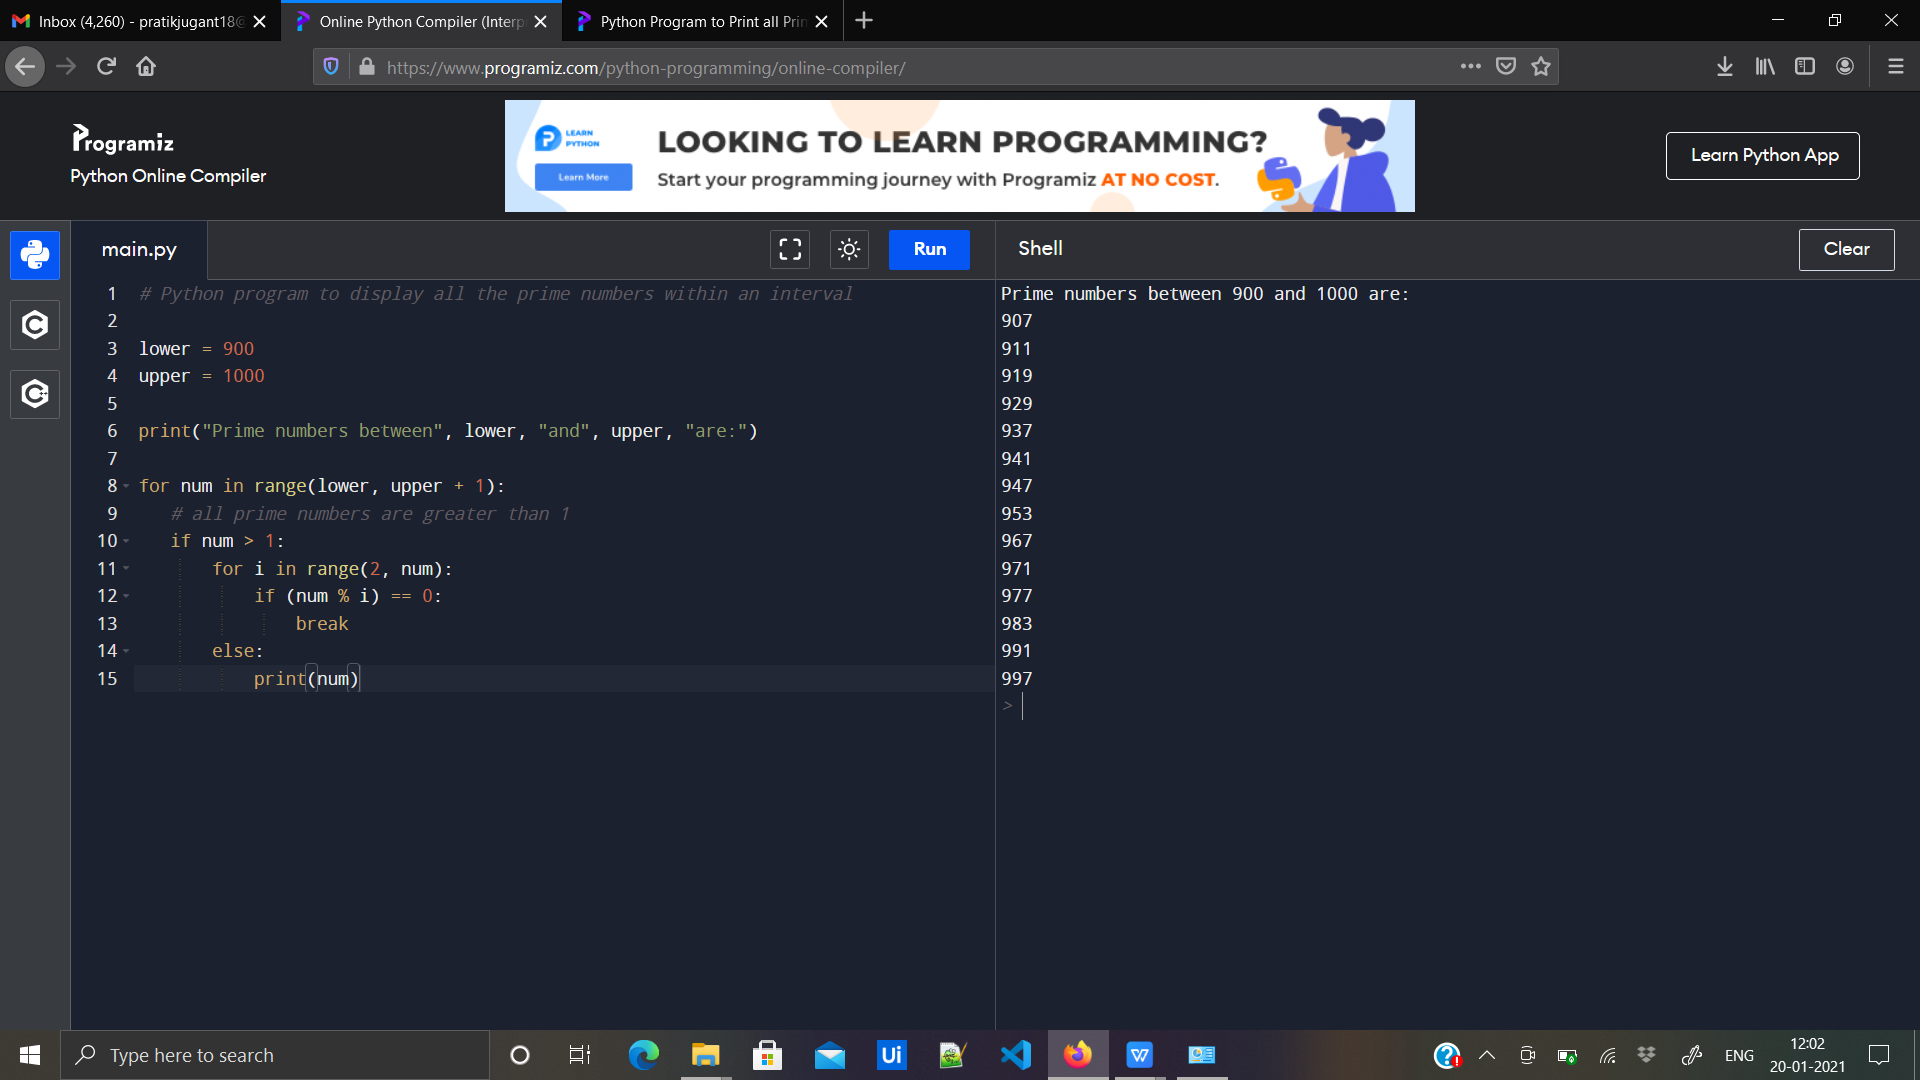 Inbox (4,260) - pratikjugant18@
Online Python Compiler (Interp
Python Program to Print all Prin
https://www.programiz.com/python-programming/online-compiler/
Programiz
Python Online Compiler
LEARN
PYTHON
Learn More
LOOKING TO LEARN PROGRAMMING?
Start your programming journey with Programiz AT NO COST.
Learn Python App
main.py
Run
Shell
Clear
1 # Python program to display all the prime numbers within an interval
2
3 lower = 900
4 upper = 1000
5
6 print("Prime numbers between", lower, "and", upper, "are:")
7
8 for num in range(lower, upper + 1):
9 # all prime numbers are greater than 1
10 if num > 1:
11 for i in range(2, num):
12 if (num % i) == 0:
13 break
14 else:
15 print(num)
Prime numbers between 900 and 1000 are:
907
911
919
929
937
941
947
953
967
971
977
983
991
997
>
Type here to search
Ui
W
ENG
12:02
20-01-2021